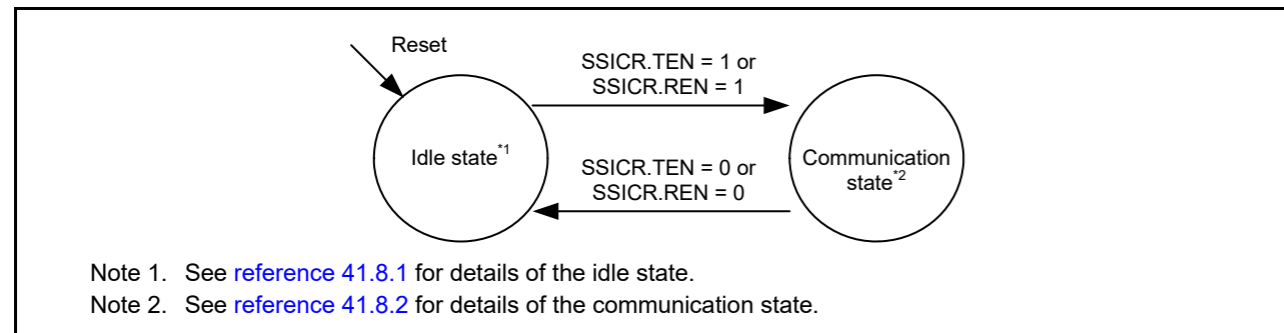 Reset
SSICR.TEN = 1 or
SSICR.REN = 1
Idle state*1
Communication
state*2
SSICR.TEN = 0 or
SSICR.REN = 0
Note 1. See reference 41.8.1 for details of the idle state.
Note 2. See reference 41.8.2 for details of the communication state.